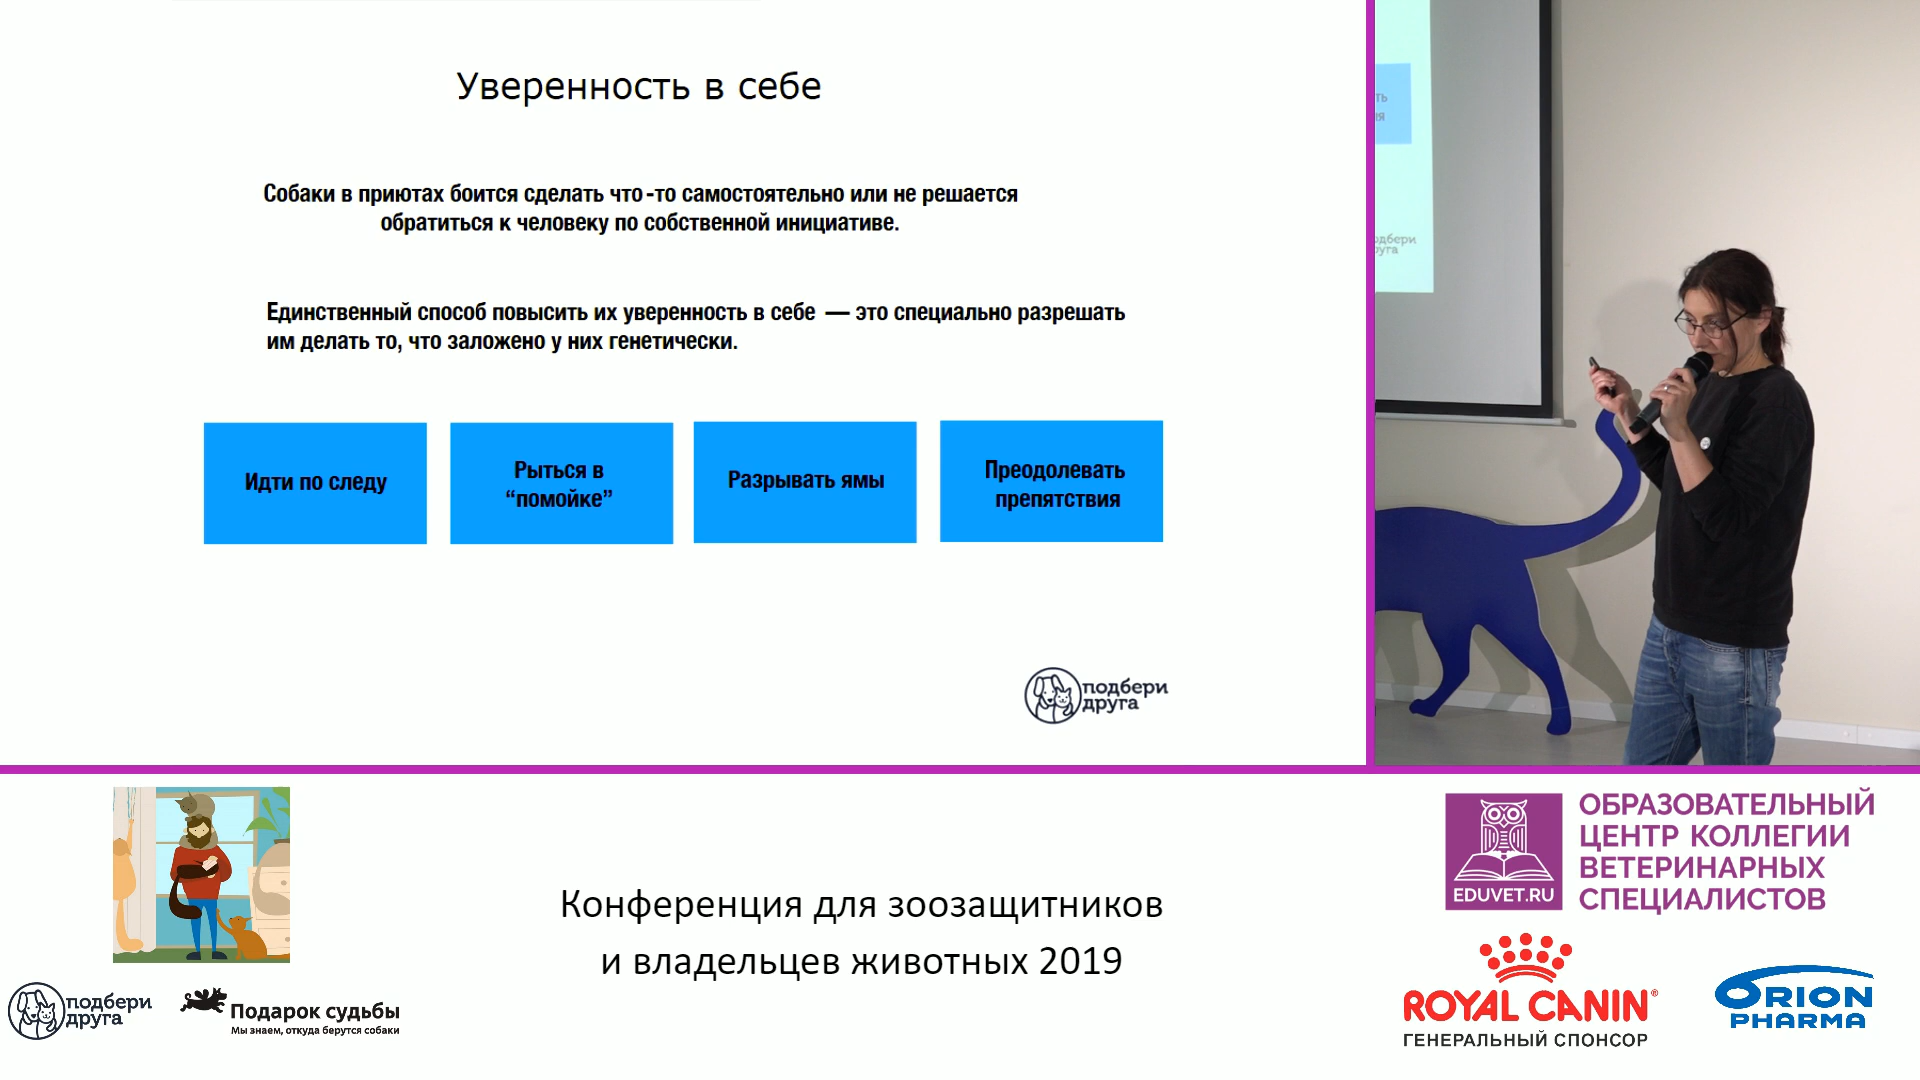 Уверенность в себе
Собаки в приютах боится сделать что-то самостоятельно или не решается
обратиться к человеку по собственной инициативе.
Единственный способ повысить их уверенность в себе — это специально разрешать
им делать то, что заложено у них генетически.
Идти по следу
Рыться в
“помойке”
Разрывать ямы
Преодолевать
препятствия
подбери
друга
Конференция для зоозащитников
и владельцев животных 2019
подбери
друга
Подарок судьбы
Мы знаем, откуда берутся собаки
EDUVET.RU
ОБРАЗОВАТЕЛЬНЫЙ
ЦЕНТР КОЛЛЕГИИ
ВЕТЕРИНАРНЫХ
СПЕЦИАЛИСТОВ
ROYAL CANIN®
ГЕНЕРАЛЬНЫЙ СПОНСОР
ORION
PHARMA